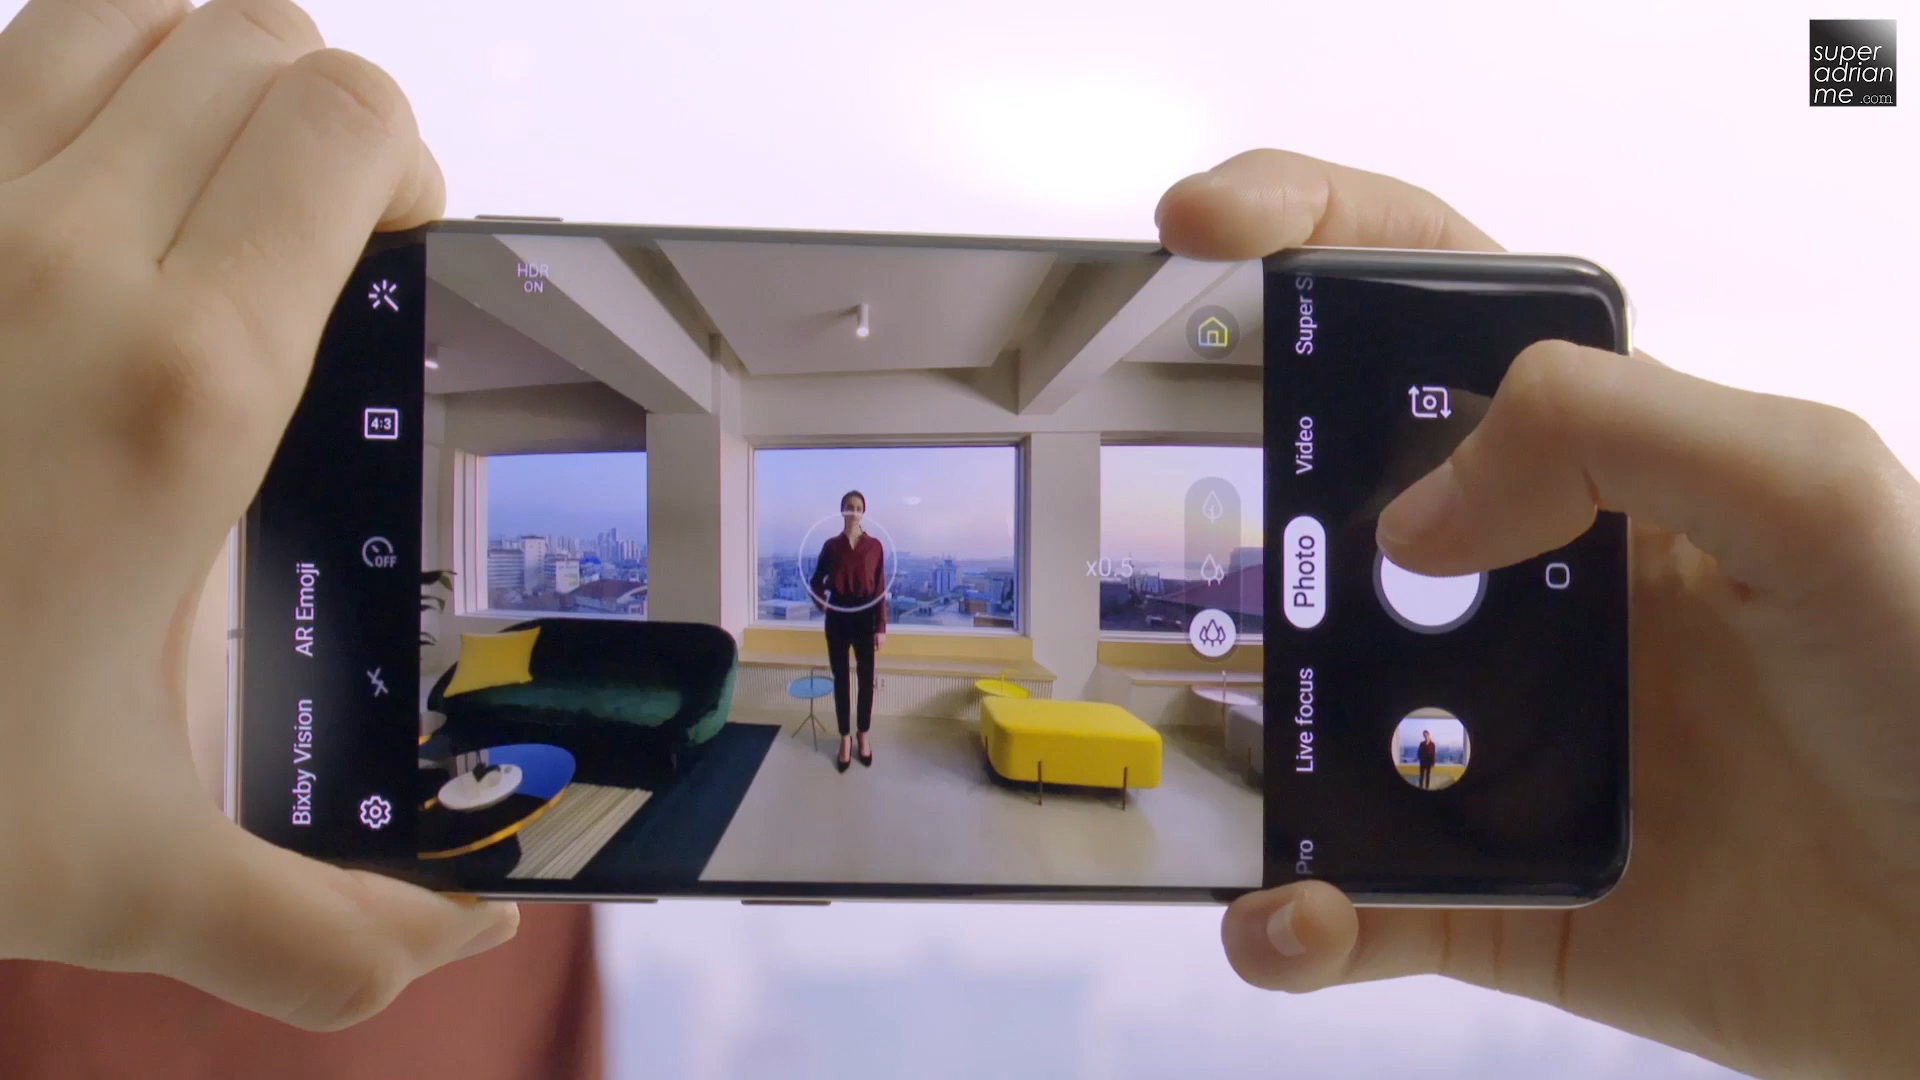 super
adrian
me .com
HDR
ON
4:3
OFF
x0.5
Bixby Vision
AR Emoji
Pro
Live focus
Photo
Video
Super